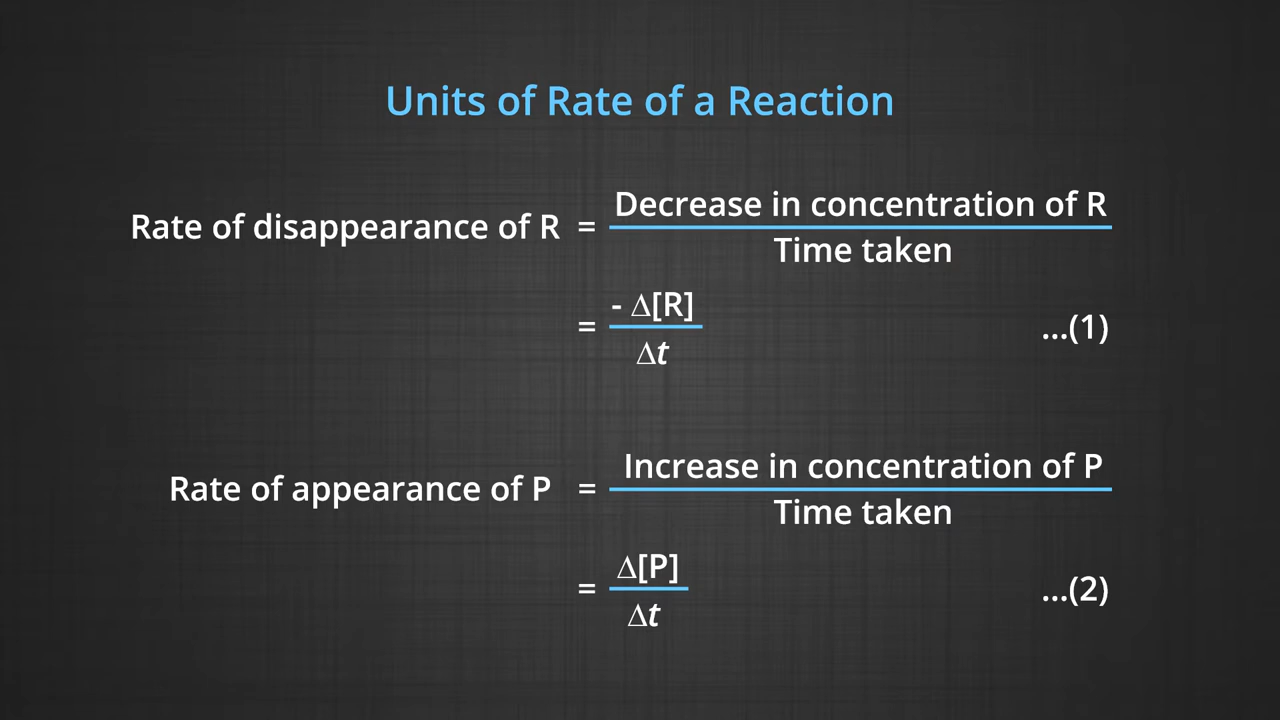 Units of Rate of a Reaction
Rate of disappearance of R = Decrease in concentration of R / Time taken
= - Δ[R] / Δt ...(1)
Rate of appearance of P = Increase in concentration of P / Time taken
= Δ[P] / Δt ...(2)